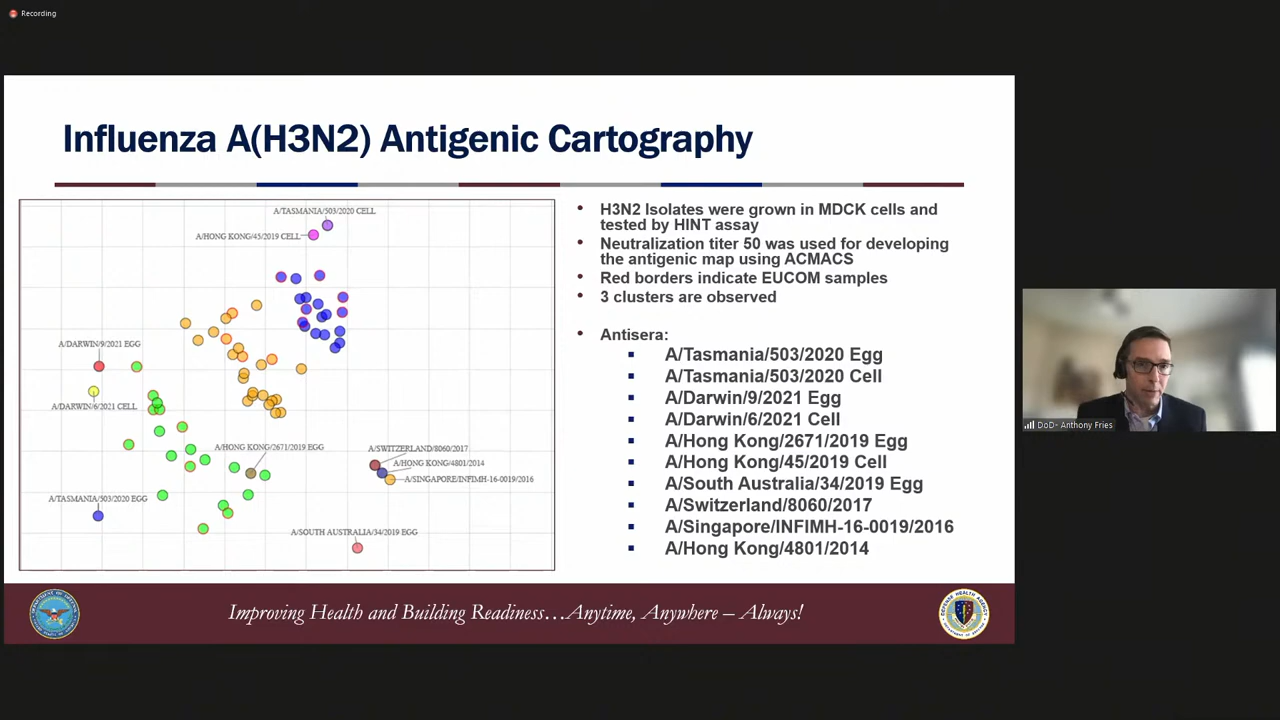 Recording
Influenza A(H3N2) Antigenic Cartography
A/TASMANIA/503/2020 CELL
A/HONG KONG/45/2019 CELL
A/DARWIN/9/2021 EGG
A/DARWIN/6/2021 CELL
A/HONG KONG/2671/2019 EGG
A/SWITZERLAND/8060/2017
A/HONG KONG/4801/2014
A/SINGAPORE/INFIMH-16-0019/2016
A/TASMANIA/503/2020 EGG
A/SOUTH AUSTRALIA/34/2019 EGG
• H3N2 Isolates were grown in MDCK cells and
tested by HINT assay
• Neutralization titer 50 was used for developing
the antigenic map using ACMACS
• Red borders indicate EUCOM samples
• 3 clusters are observed
• Antisera:
▪ A/Tasmania/503/2020 Egg
▪ A/Tasmania/503/2020 Cell
▪ A/Darwin/9/2021 Egg
▪ A/Darwin/6/2021 Cell
▪ A/Hong Kong/2671/2019 Egg
▪ A/Hong Kong/45/2019 Cell
▪ A/South Australia/34/2019 Egg
▪ A/Switzerland/8060/2017
▪ A/Singapore/INFIMH-16-0019/2016
▪ A/Hong Kong/4801/2014
DoD- Anthony Fries
Improving Health and Building Readiness…Anytime, Anywhere – Always!